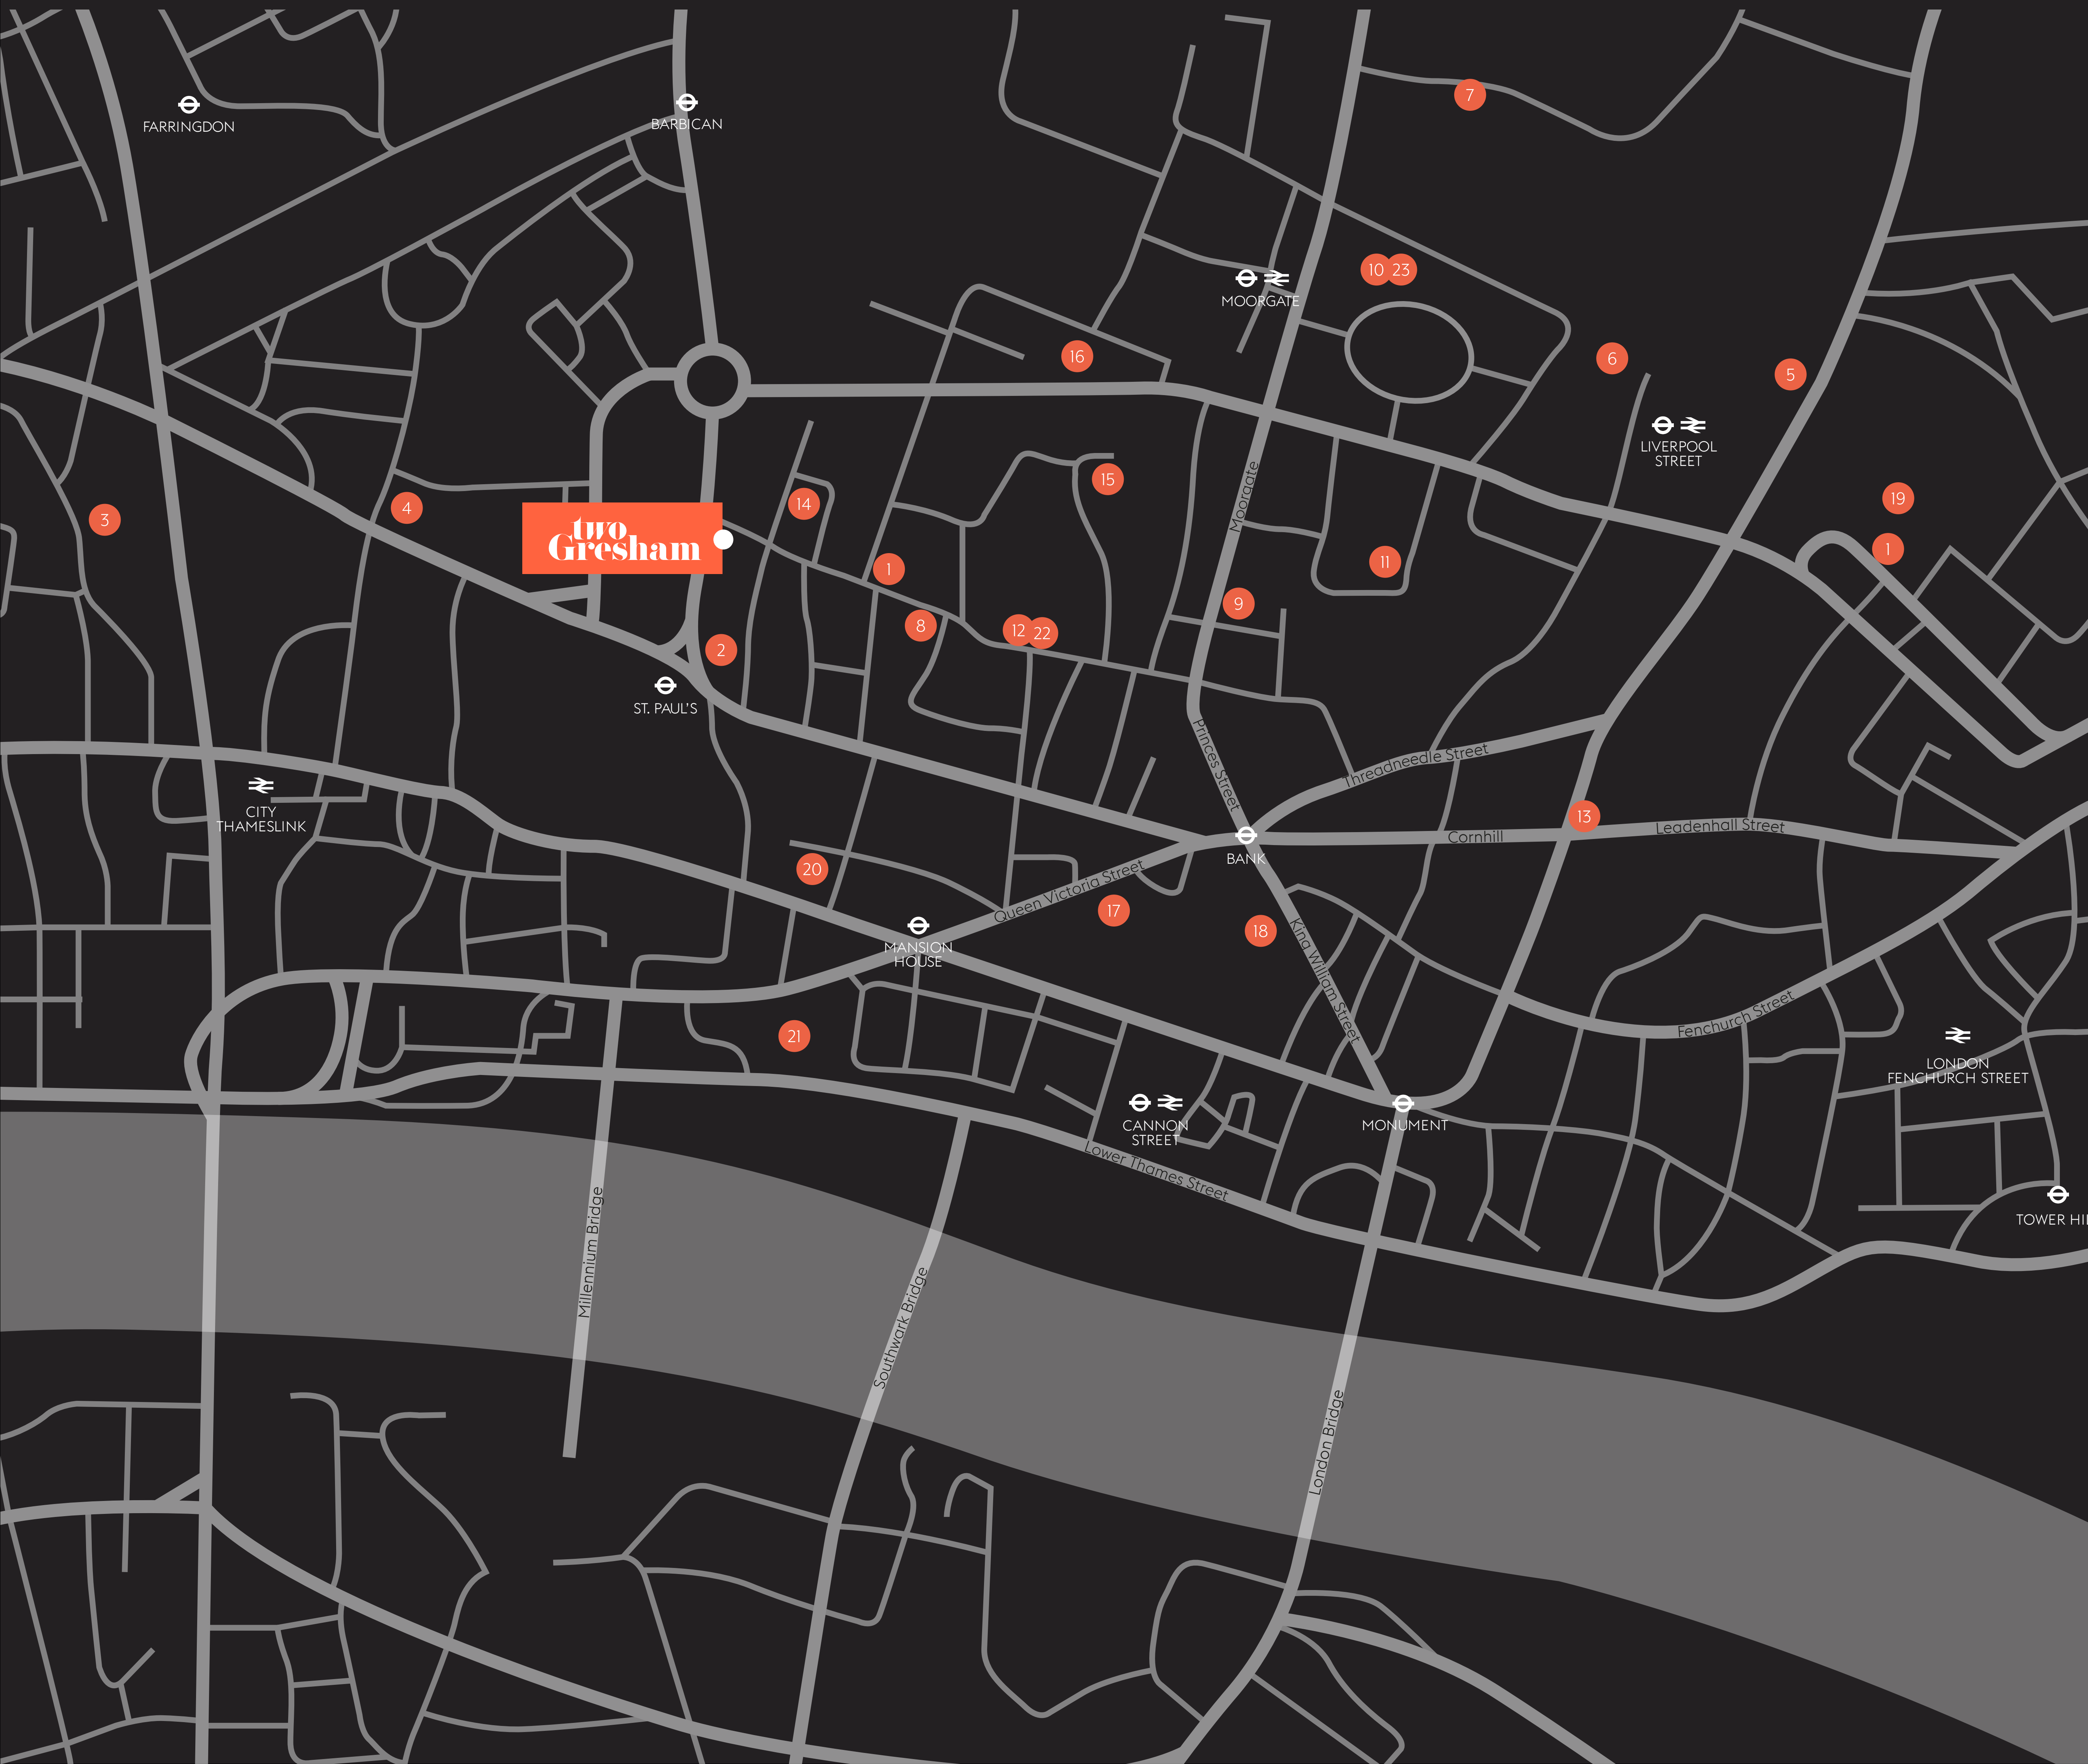 FARRINGDON
BARBICAN
7
10
23
MOORGATE
16
6
5
LIVERPOOL
STREET
3
4
two
Gresham
14
15
Moorgate
19
1
11
1
9
8
12
22
2
ST. PAUL'S
Princes Street
Threadneedle Street
CITY
THAMESLINK
13
Cornhill
Leadenhall Street
BANK
20
Queen Victoria Street
17
18
King William Street
MANSION
HOUSE
21
Fenchurch Street
LONDON
FENCHURCH STREET
CANNON
STREET
MONUMENT
Lower Thames Street
TOWER HIL
Millennium Bridge
Southwark Bridge
London Bridge